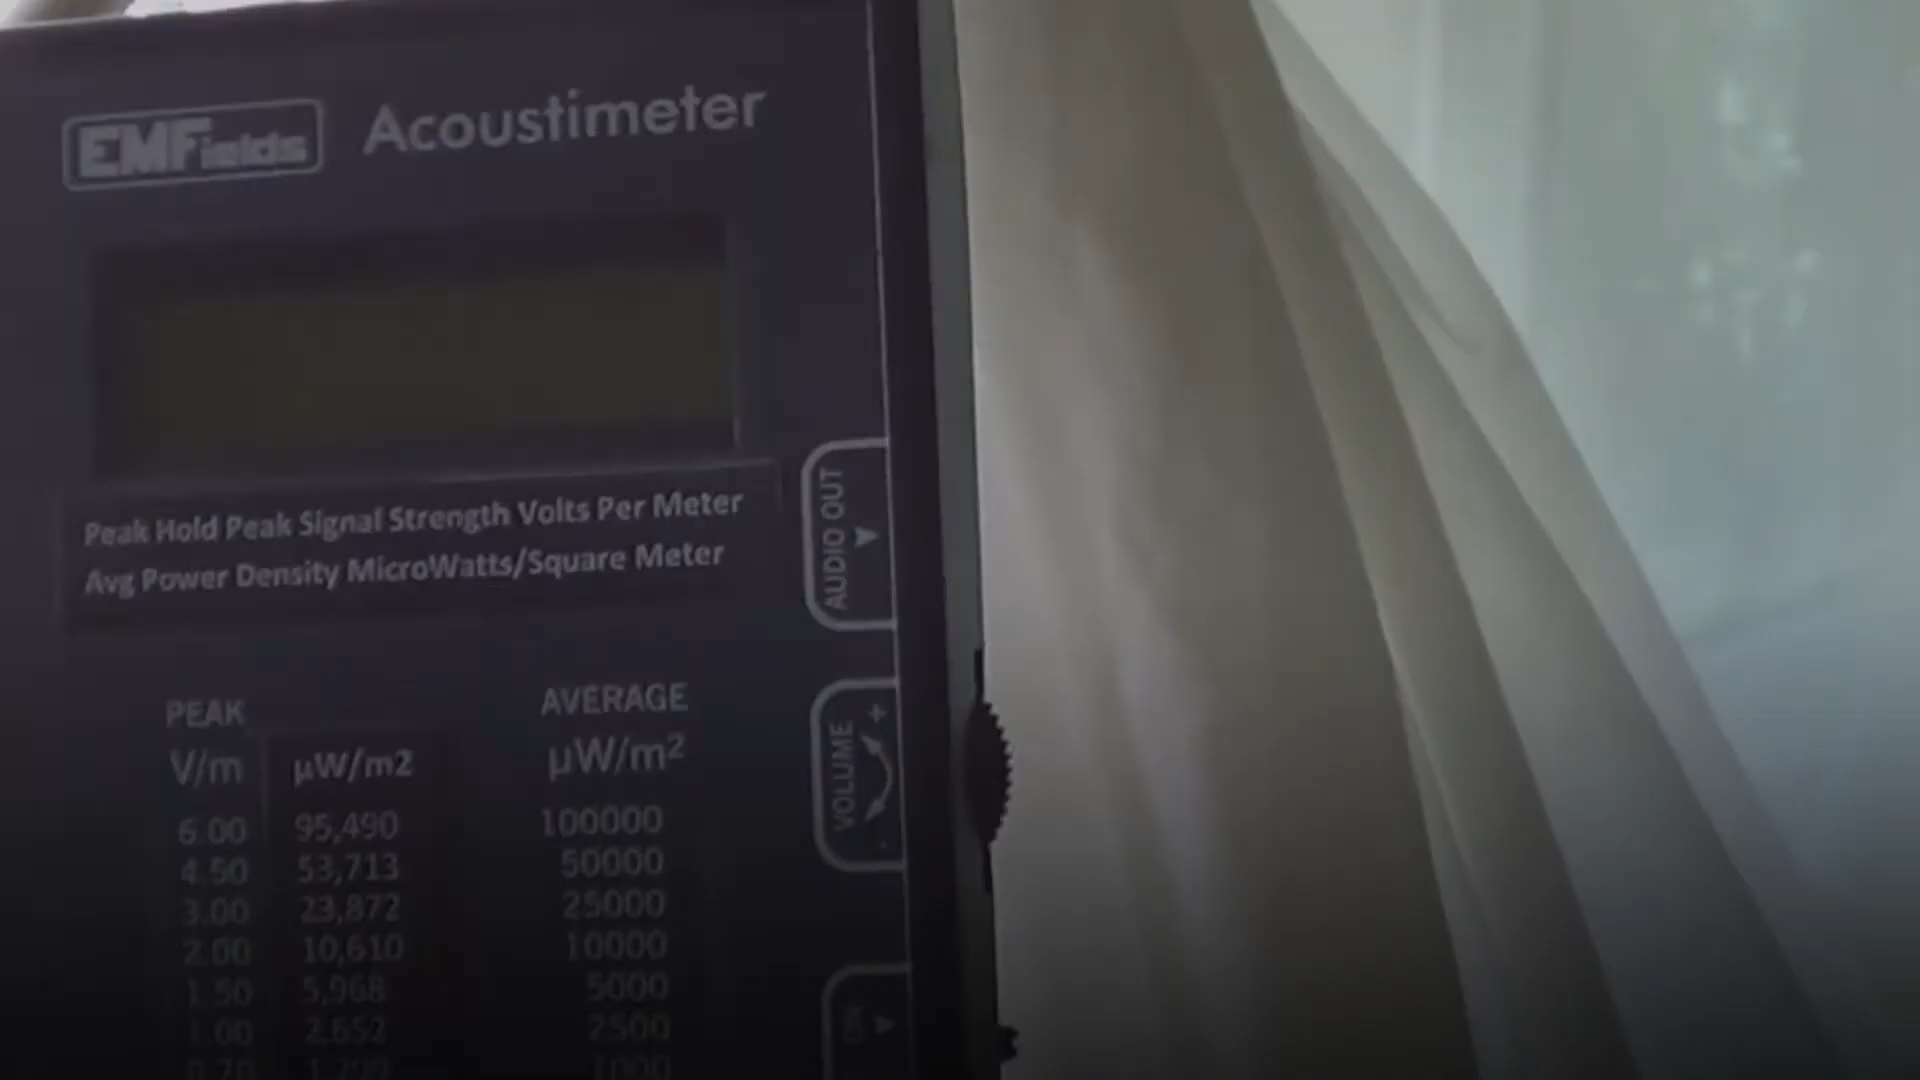 EMFields Acoustimeter
Peak Hold Peak Signal Strength Volts Per Meter
Avg Power Density MicroWatts/Square Meter
AUDIO OUT
PEAK AVERAGE
V/m µW/m2 µW/m²
VOLUME + -
6.00 95,490 100000
4.50 53,713 50000
3.00 23,872 25000
2.00 10,610 10000
1.50 5,968 5000
1.00 2,652 2500
ON
0.70 1,299 1000